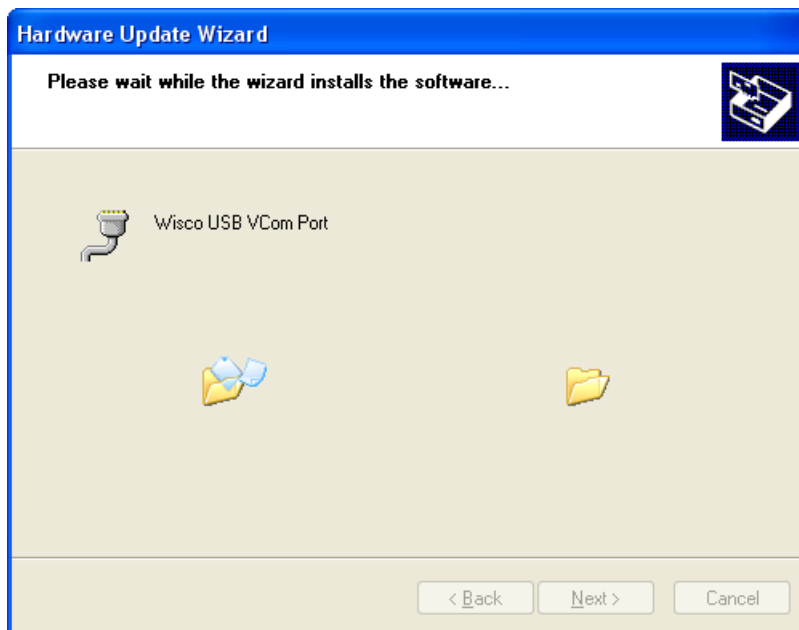 Hardware Update Wizard
Please wait while the wizard installs the software...
Wisco USB VCom Port
< Back
Next >
Cancel